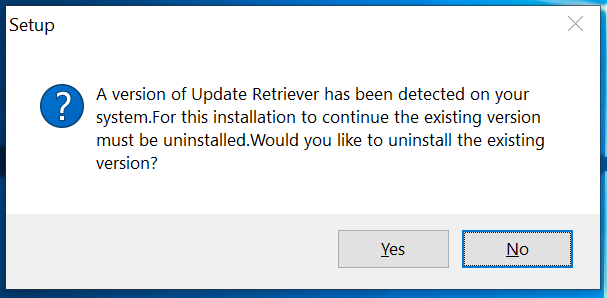 Setup
A version of Update Retriever has been detected on your
system.For this installation to continue the existing version
must be uninstalled.Would you like to uninstall the existing
version?
Yes
No